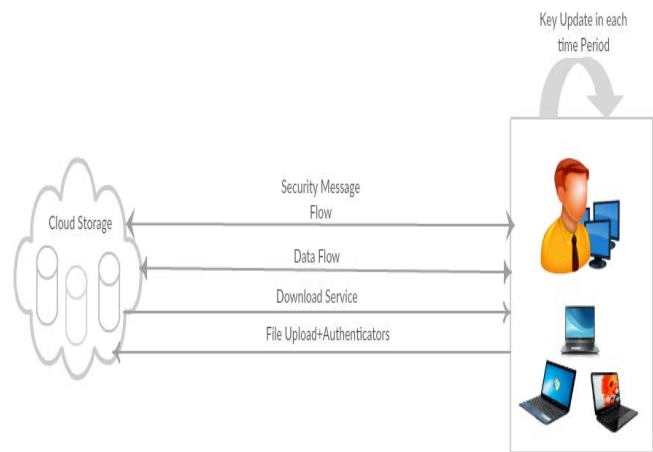 Key Update in each
time Period
Security Message
Flow
Cloud Storage
Data Flow
Download Service
File Upload+Authenticators